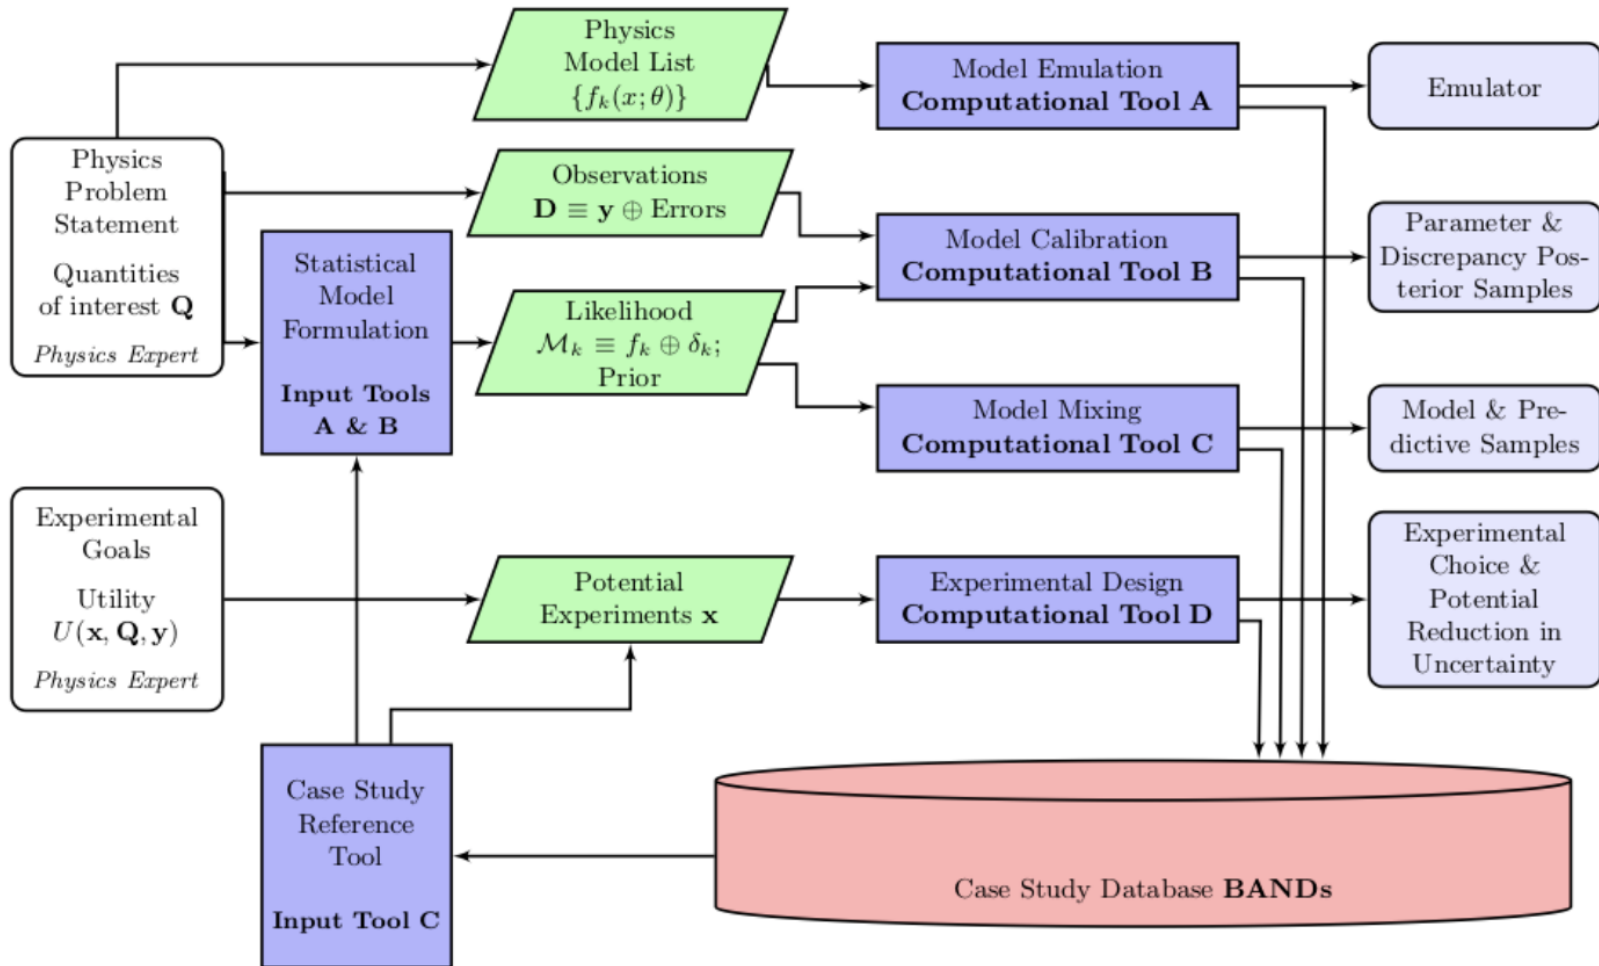 Physics
Model List
{f_k(x; θ)}
Model Emulation
Computational Tool A
Emulator
Physics
Problem
Statement
Quantities
of interest Q
Physics Expert
Observations
D ≡ y ⊕ Errors
Statistical
Model
Formulation
Input Tools
A & B
Likelihood
M_k ≡ f_k ⊕ δ_k;
Prior
Model Calibration
Computational Tool B
Parameter &
Discrepancy Pos-
terior Samples
Model Mixing
Computational Tool C
Model & Pre-
dictive Samples
Experimental
Goals
Utility
U(x, Q, y)
Physics Expert
Potential
Experiments x
Experimental Design
Computational Tool D
Experimental
Choice &
Potential
Reduction in
Uncertainty
Case Study
Reference
Tool
Input Tool C
Case Study Database BANDs